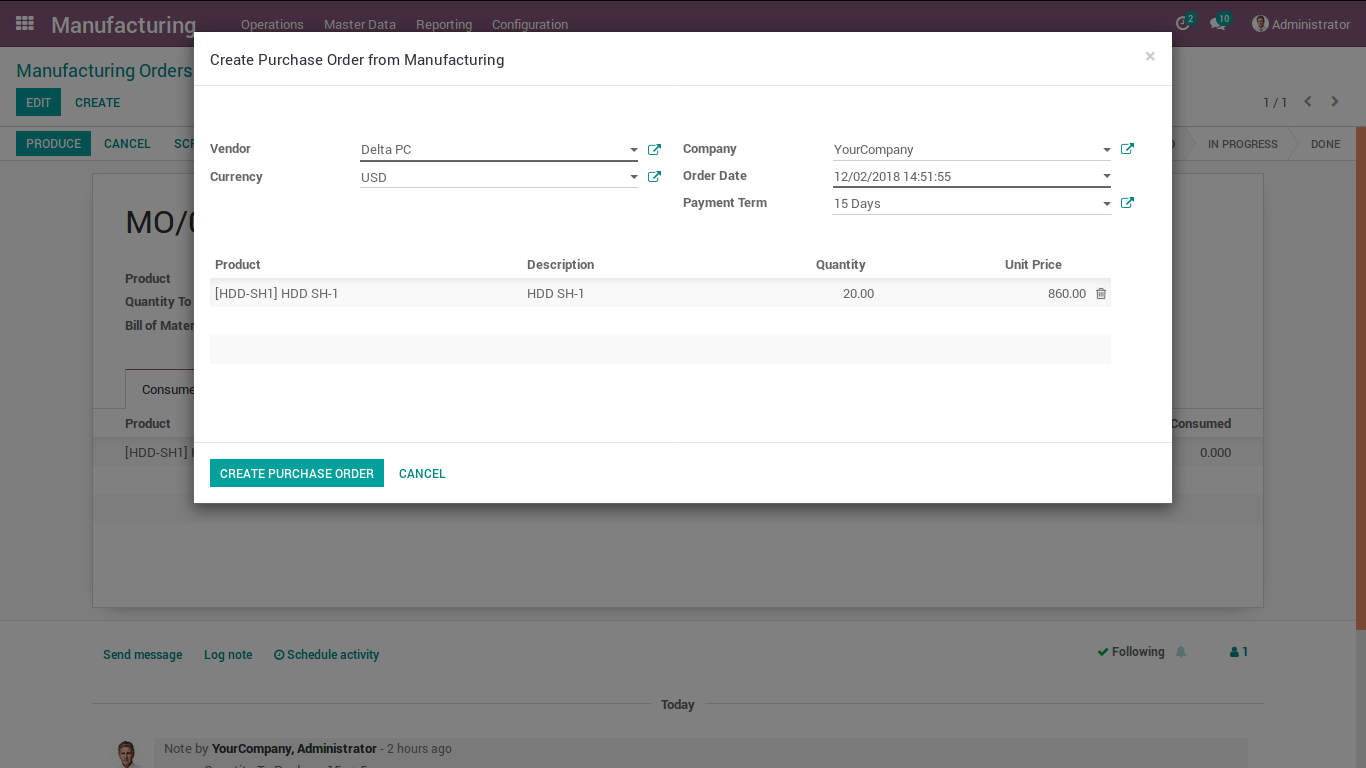 Manufacturing Operations Master Data Reporting Configuration 2 10 Administrator
Create Purchase Order from Manufacturing ×
Manufacturing Orders
EDIT CREATE 1 / 1
PRODUCE CANCEL IN PROGRESS DONE
Vendor Delta PC Company YourCompany
Currency USD Order Date 12/02/2018 14:51:55
Payment Term 15 Days
MO/
Product
Quantity To
Bill of
Product Description Quantity Unit Price
[HDD-SH1] HDD SH-1 HDD SH-1 20.00 860.00
Product Consumed
[HDD-SH1] 0.000
CREATE PURCHASE ORDER CANCEL
Send message Log note Schedule activity Following 1
Today
Note by YourCompany, Administrator - 2 hours ago